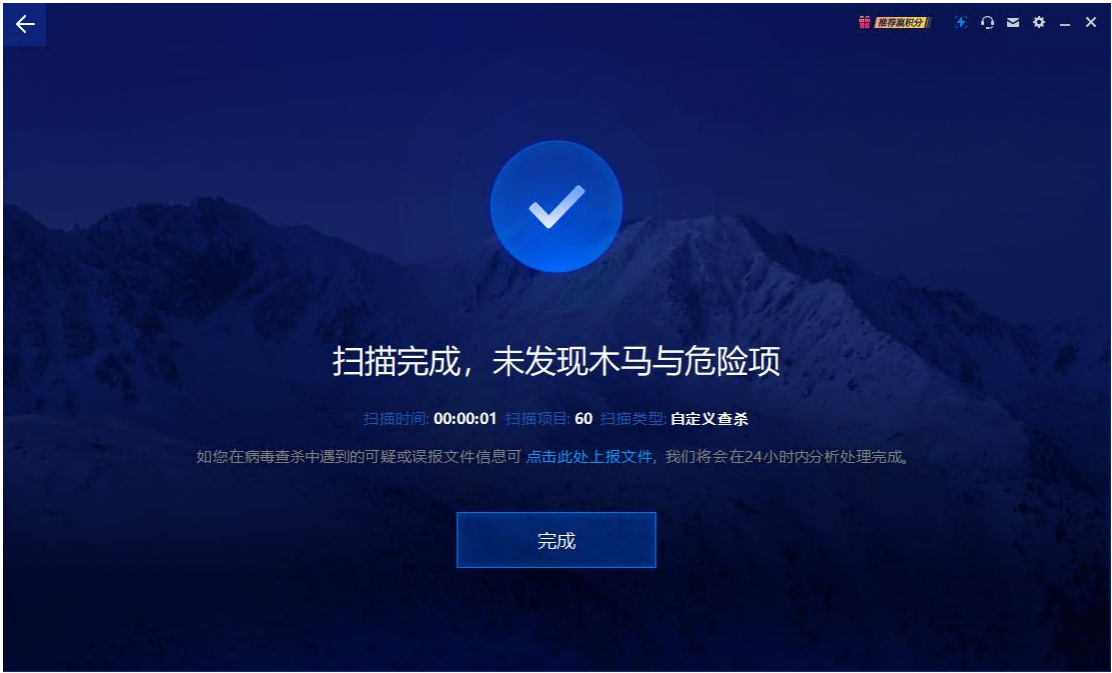 推荐赢积分
扫描完成，未发现木马与危险项
扫描时间: 00:00:01 扫描项目: 60 扫描类型: 自定义查杀
如您在病毒查杀中遇到的可疑或误报文件信息可 点击此处上报文件，我们将会在24小时内分析处理完成。
完成